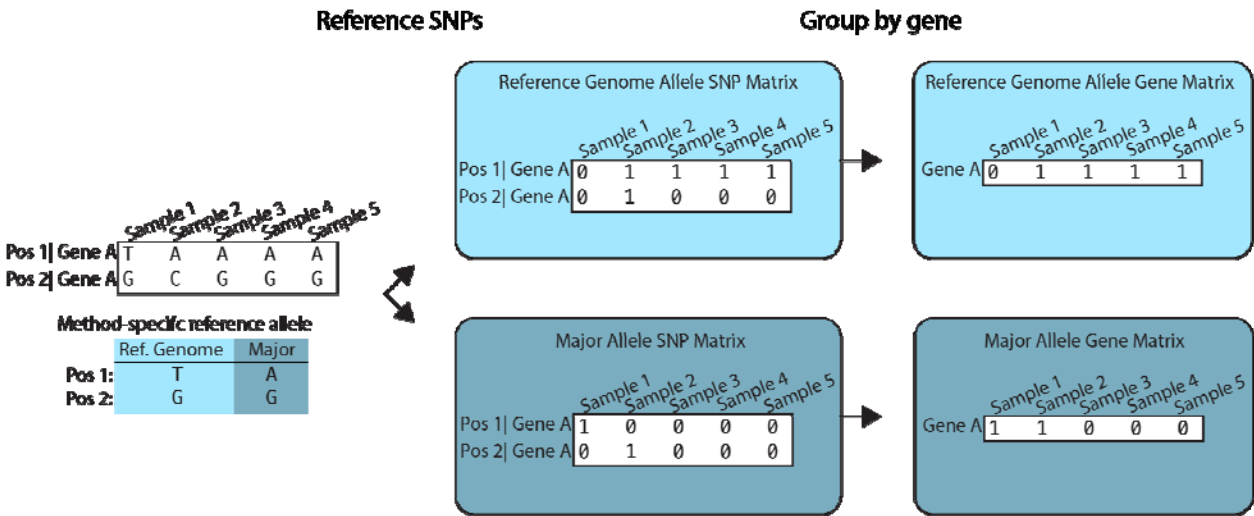 Reference SNPs
Group by gene
Sample 1 Sample 2 Sample 3 Sample 4 Sample 5
Pos 1| Gene A T A A A A
Pos 2| Gene A G C G G G
Method-specifc reference allele
Ref. Genome Major
Pos 1: T A
Pos 2: G G
Reference Genome Allele SNP Matrix
Sample 1 Sample 2 Sample 3 Sample 4 Sample 5
Pos 1| Gene A 0 1 1 1 1
Pos 2| Gene A 0 1 0 0 0
Reference Genome Allele Gene Matrix
Sample 1 Sample 2 Sample 3 Sample 4 Sample 5
Gene A 0 1 1 1 1
Major Allele SNP Matrix
Sample 1 Sample 2 Sample 3 Sample 4 Sample 5
Pos 1| Gene A 1 0 0 0 0
Pos 2| Gene A 0 1 0 0 0
Major Allele Gene Matrix
Sample 1 Sample 2 Sample 3 Sample 4 Sample 5
Gene A 1 1 0 0 0